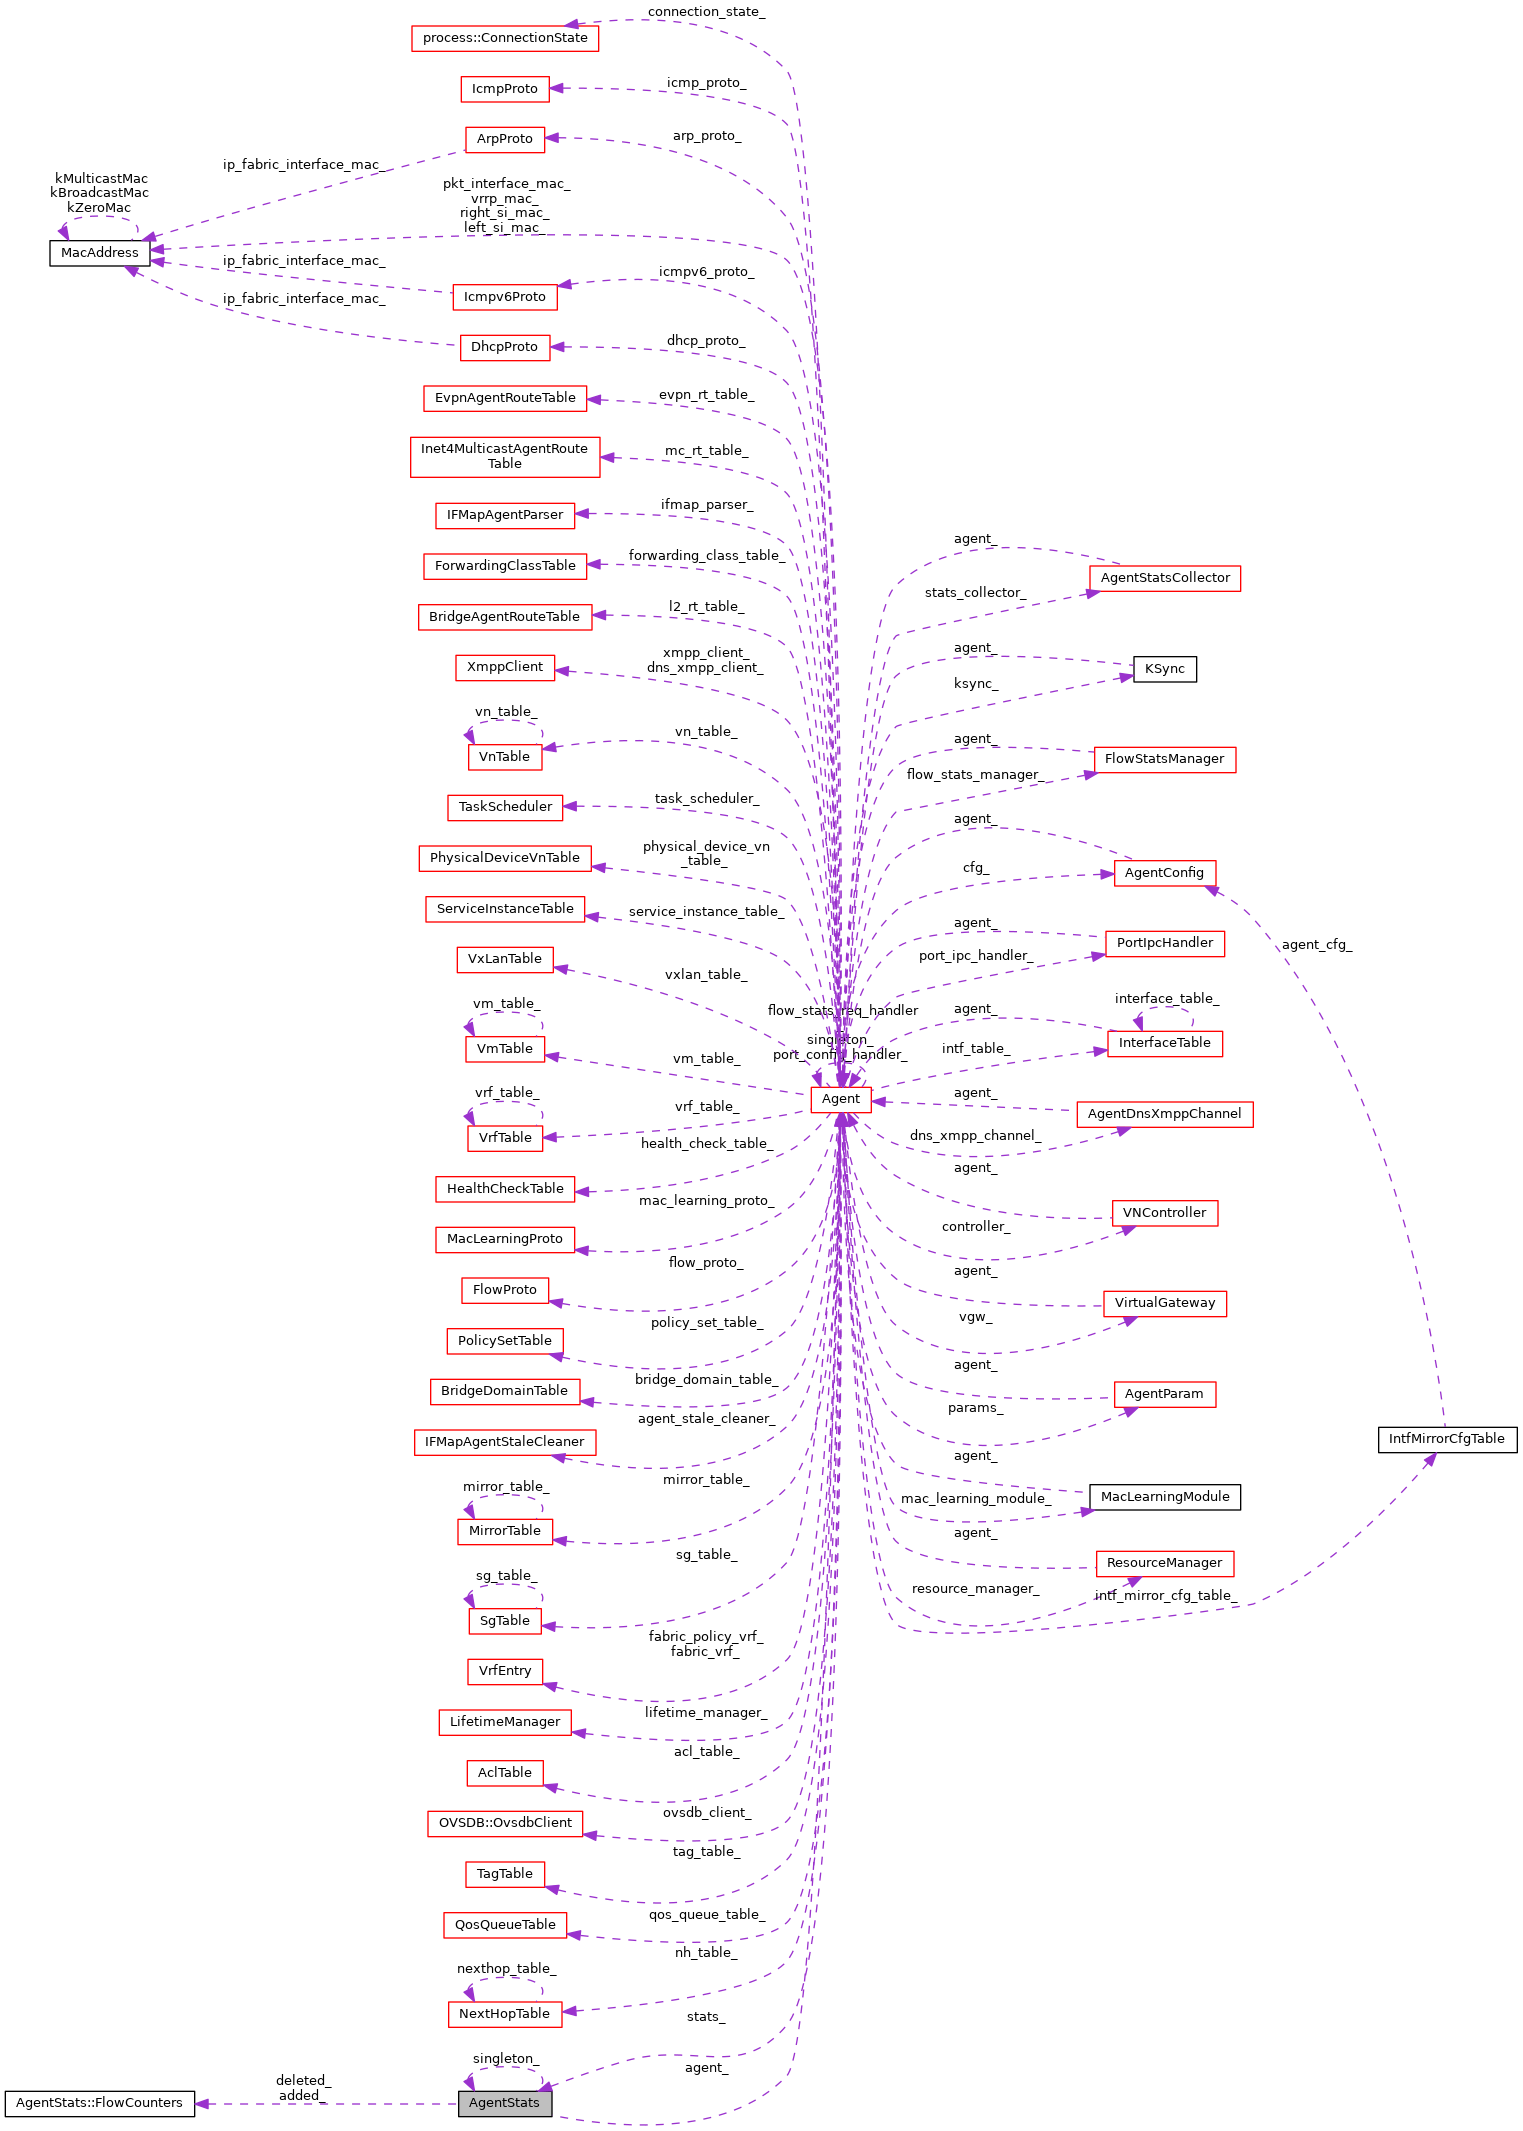 connection_state_
process::ConnectionState
icmp_proto_
IcmpProto
arp_proto_
ArpProto
ip_fabric_interface_mac_
kMulticastMac
kBroadcastMac
kZeroMac
pkt_interface_mac_
vrrp_mac_
right_si_mac_
left_si_mac_
MacAddress
ip_fabric_interface_mac_
icmpv6_proto_
Icmpv6Proto
ip_fabric_interface_mac_
dhcp_proto_
DhcpProto
evpn_rt_table_
EvpnAgentRouteTable
mc_rt_table_
Inet4MulticastAgentRoute
Table
ifmap_parser_
IFMapAgentParser
forwarding_class_table_
ForwardingClassTable
l2_rt_table_
BridgeAgentRouteTable
xmpp_client_
dns_xmpp_client_
XmppClient
vn_table_
vn_table_
VnTable
task_scheduler_
TaskScheduler
physical_device_vn
_table_
PhysicalDeviceVnTable
service_instance_table_
ServiceInstanceTable
vxlan_table_
VxLanTable
vm_table_
vm_table_
VmTable
vrf_table_
vrf_table_
VrfTable
health_check_table_
HealthCheckTable
mac_learning_proto_
MacLearningProto
flow_proto_
FlowProto
policy_set_table_
PolicySetTable
bridge_domain_table_
BridgeDomainTable
agent_stale_cleaner_
IFMapAgentStaleCleaner
mirror_table_
mirror_table_
MirrorTable
sg_table_
sg_table_
SgTable
fabric_policy_vrf_
fabric_vrf_
VrfEntry
lifetime_manager_
LifetimeManager
acl_table_
AclTable
ovsdb_client_
OVSDB::OvsdbClient
tag_table_
TagTable
qos_queue_table_
QosQueueTable
nh_table_
nexthop_table_
NextHopTable
stats_
singleton_
agent_
AgentStats
deleted_
added_
AgentStats::FlowCounters
flow_stats_req_handler
_
singleton_
port_config_handler_
Agent
agent_
AgentStatsCollector
stats_collector_
agent_
KSync
ksync_
agent_
FlowStatsManager
flow_stats_manager_
agent_
cfg_
AgentConfig
agent_
PortIpcHandler
port_ipc_handler_
agent_cfg_
interface_table_
agent_
InterfaceTable
intf_table_
agent_
AgentDnsXmppChannel
dns_xmpp_channel_
agent_
VNController
controller_
agent_
VirtualGateway
vgw_
agent_
AgentParam
params_
IntfMirrorCfgTable
agent_
MacLearningModule
mac_learning_module_
agent_
ResourceManager
resource_manager_
intf_mirror_cfg_table_